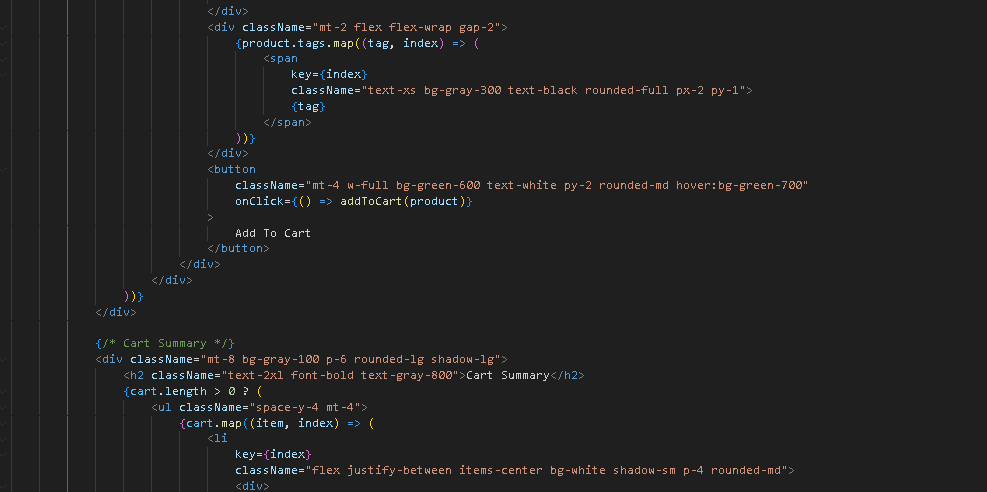 </div>
<div className="mt-2 flex flex-wrap gap-2">
{product.tags.map((tag, index) => (
<span
key={index}
className="text-xs bg-gray-300 text-black rounded-full px-2 py-1">
{tag}
</span>
))}
</div>
<button
className="mt-4 w-full bg-green-600 text-white py-2 rounded-md hover:bg-green-700"
onClick={() => addToCart(product)}
>
Add To Cart
</button>
</div>
</div>
))}
</div>
{/* Cart Summary */}
<div className="mt-8 bg-gray-100 p-6 rounded-lg shadow-lg">
<h2 className="text-2xl font-bold text-gray-800">Cart Summary</h2>
{cart.length > 0 ? (
<ul className="space-y-4 mt-4">
{cart.map((item, index) => (
<li
key={index}
className="flex justify-between items-center bg-white shadow-sm p-4 rounded-md">
<div>